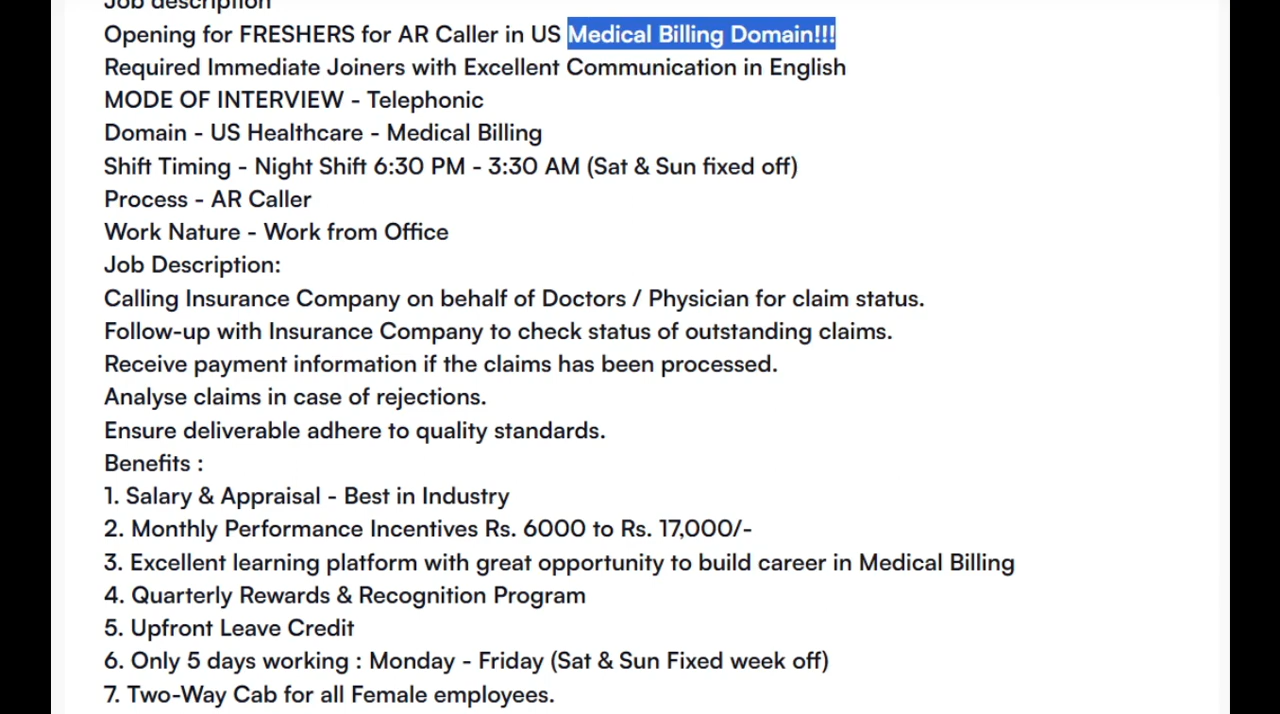 Job description
Opening for FRESHERS for AR Caller in US Medical Billing Domain!!!
Required Immediate Joiners with Excellent Communication in English
MODE OF INTERVIEW - Telephonic
Domain - US Healthcare - Medical Billing
Shift Timing - Night Shift 6:30 PM - 3:30 AM (Sat & Sun fixed off)
Process - AR Caller
Work Nature - Work from Office
Job Description:
Calling Insurance Company on behalf of Doctors / Physician for claim status.
Follow-up with Insurance Company to check status of outstanding claims.
Receive payment information if the claims has been processed.
Analyse claims in case of rejections.
Ensure deliverable adhere to quality standards.
Benefits :
1. Salary & Appraisal - Best in Industry
2. Monthly Performance Incentives Rs. 6000 to Rs. 17,000/-
3. Excellent learning platform with great opportunity to build career in Medical Billing
4. Quarterly Rewards & Recognition Program
5. Upfront Leave Credit
6. Only 5 days working : Monday - Friday (Sat & Sun Fixed week off)
7. Two-Way Cab for all Female employees.